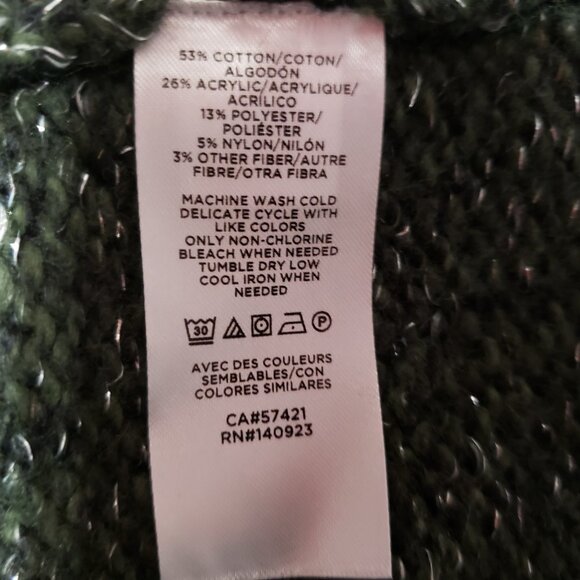 53% COTTON/COTON/
ALGODÓN
26% ACRYLIC/ACRYLIQUE/
ACRÍLICO
13% POLYESTER/
POLIÉSTER
5% NYLON/NILÓN
3% OTHER FIBER/AUTRE
FIBRE/OTRA FIBRA
MACHINE WASH COLD
DELICATE CYCLE WITH
LIKE COLORS
ONLY NON-CHLORINE
BLEACH WHEN NEEDED
TUMBLE DRY LOW
COOL IRON WHEN
NEEDED
30 P
AVEC DES COULEURS
SEMBLABLES/CON
COLORES SIMILARES
CA#57421
RN#140923